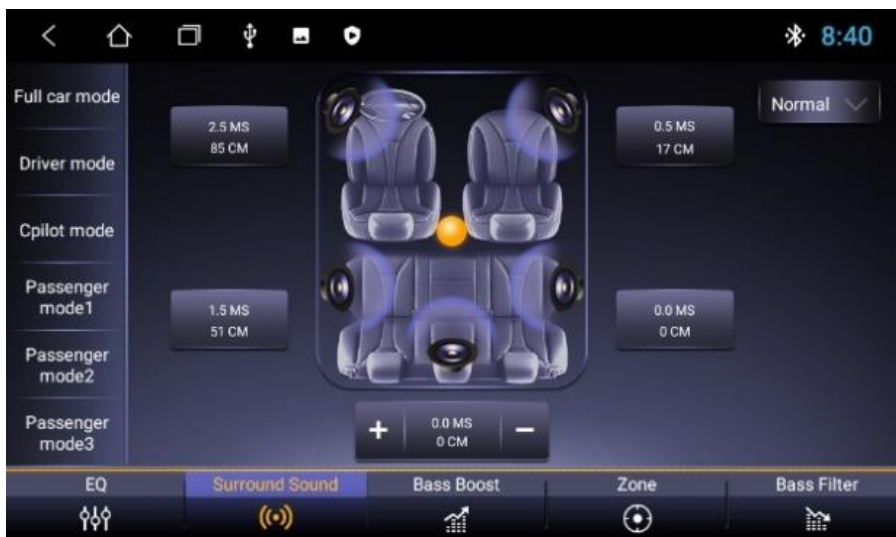 8:40
Full car mode
Driver mode
Cpilot mode
Passenger
mode1
Passenger
mode2
Passenger
mode3
2.5 MS
85 CM
0.5 MS
17 CM
Normal
1.5 MS
51 CM
0.0 MS
0 CM
+ 0.0 MS −
0 CM
EQ
Surround Sound
Bass Boost
Zone
Bass Filter